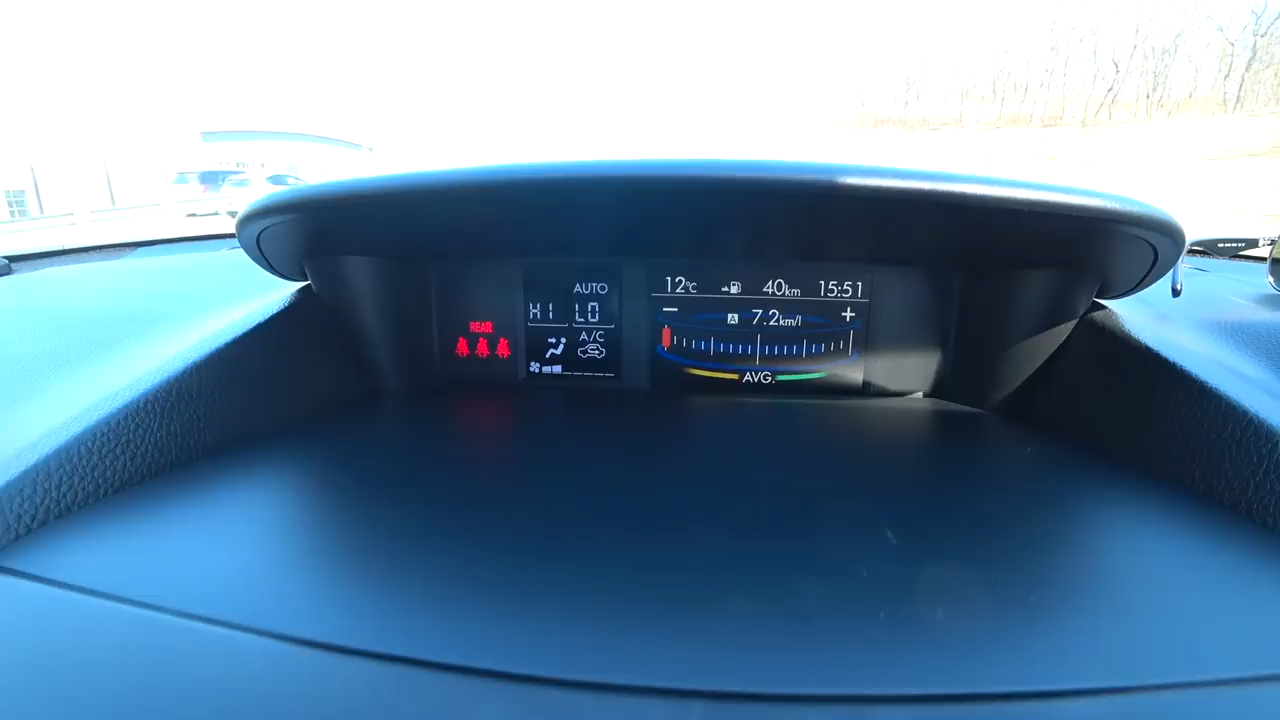 REAR
AUTO
HI LO
A/C
12°C 40km 15:51
− A 7.2km/l +
AVG.